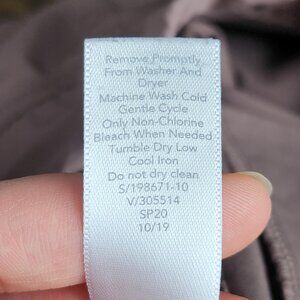 Remove Promptly
From Washer And
Dryer
Machine Wash Cold
Gentle Cycle
Only Non-Chlorine
Bleach When Needed
Tumble Dry Low
Cool Iron
Do not dry clean
S/198671-10
V/305514
SP20
10/19